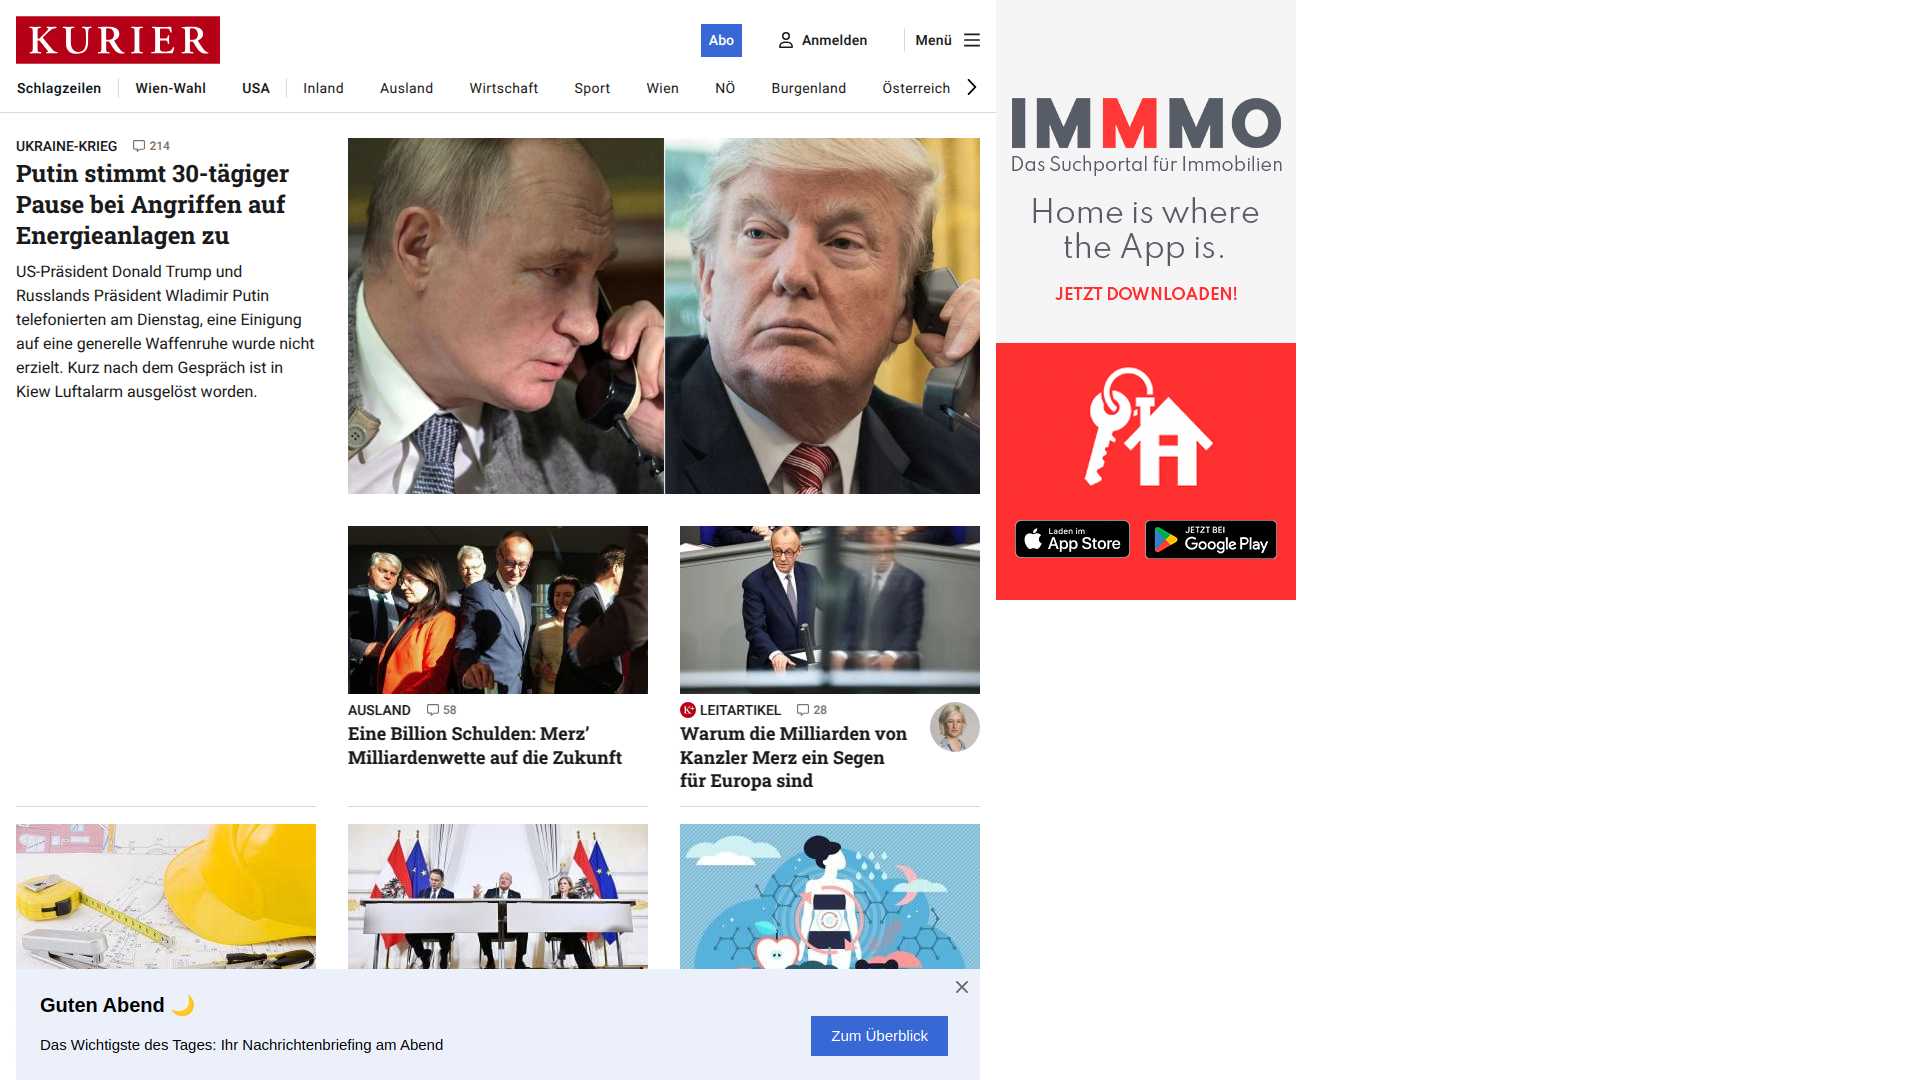 KURIER
Abo
Anmelden
Menü
Schlagzeilen
Wien-Wahl
USA
Inland
Ausland
Wirtschaft
Sport
Wien
NÖ
Burgenland
Österreich
UKRAINE-KRIEG 214
Putin stimmt 30-tägiger
Pause bei Angriffen auf
Energieanlagen zu
US-Präsident Donald Trump und
Russlands Präsident Wladimir Putin
telefonierten am Dienstag, eine Einigung
auf eine generelle Waffenruhe wurde nicht
erzielt. Kurz nach dem Gespräch ist in
Kiew Luftalarm ausgelöst worden.
AUSLAND 58
Eine Billion Schulden: Merz’
Milliardenwette auf die Zukunft
K+ LEITARTIKEL 28
Warum die Milliarden von
Kanzler Merz ein Segen
für Europa sind
Guten Abend 🌙
Das Wichtigste des Tages: Ihr Nachrichtenbriefing am Abend
Zum Überblick
IMMMO
Das Suchportal für Immobilien
Home is where
the App is.
JETZT DOWNLOADEN!
Laden im
App Store
JETZT BEI
Google Play